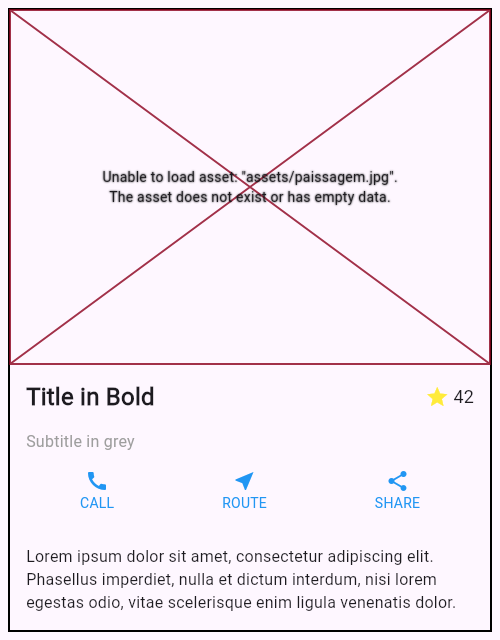 Unable to load asset: "assets/paissagem.jpg".
The asset does not exist or has empty data.
Title in Bold
42
Subtitle in grey
CALL
ROUTE
SHARE
Lorem ipsum dolor sit amet, consectetur adipiscing elit.
Phasellus imperdiet, nulla et dictum interdum, nisi lorem
egestas odio, vitae scelerisque enim ligula venenatis dolor.